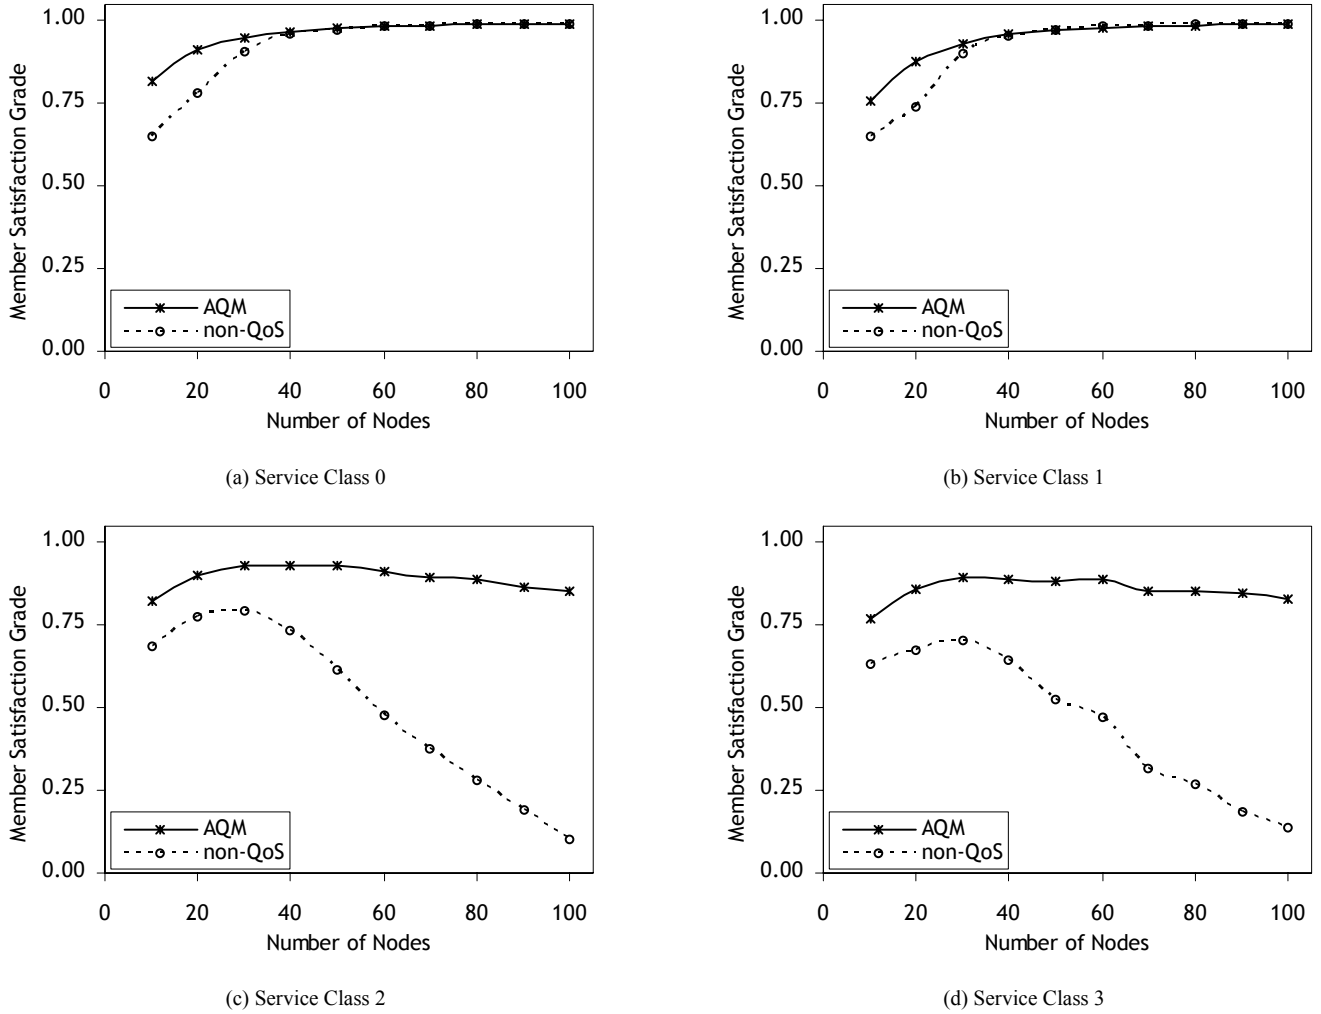 Member Satisfaction Grade
1.00
0.75
0.50
0.25
0.00
AQM
non-QoS
0 20 40 60 80 100
Number of Nodes
(a) Service Class 0
Member Satisfaction Grade
1.00
0.75
0.50
0.25
0.00
AQM
non-QoS
0 20 40 60 80 100
Number of Nodes
(b) Service Class 1
Member Satisfaction Grade
1.00
0.75
0.50
0.25
0.00
AQM
non-QoS
0 20 40 60 80 100
Number of Nodes
(c) Service Class 2
Member Satisfaction Grade
1.00
0.75
0.50
0.25
0.00
AQM
non-QoS
0 20 40 60 80 100
Number of Nodes
(d) Service Class 3